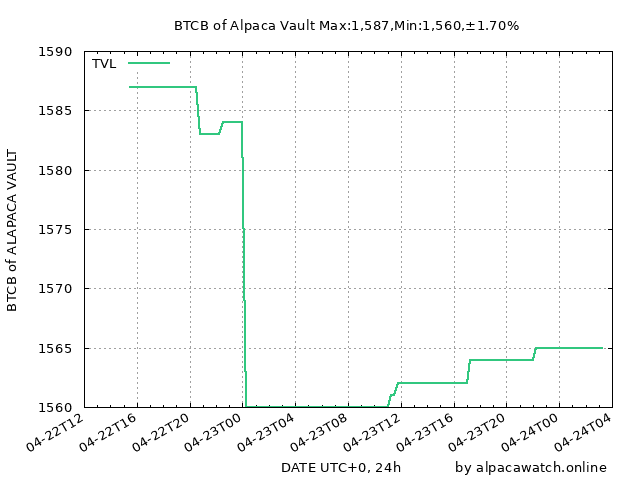 BTCB of Alpaca Vault Max:1,587,Min:1,560,±1.70%
TVL
BTCB of ALAPACA VAULT
1590
1585
1580
1575
1570
1565
1560
04-22T12
04-22T16
04-22T20
04-23T00
04-23T04
04-23T08
04-23T12
04-23T16
04-23T20
04-24T00
04-24T04
DATE UTC+0, 24h
by alpacawatch.online